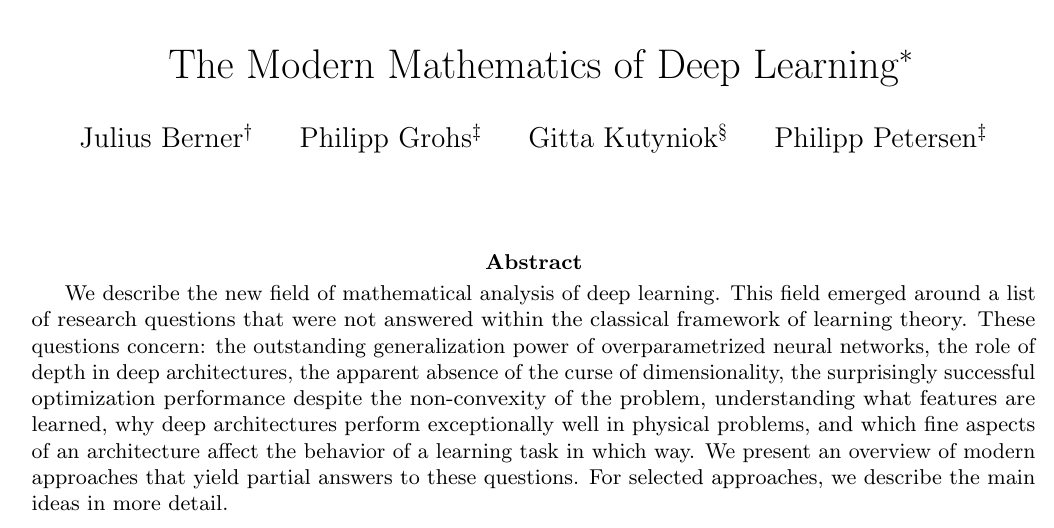 The Modern Mathematics of Deep Learning*
Julius Berner† Philipp Grohs‡ Gitta Kutyniok§ Philipp Petersen‡
Abstract
We describe the new field of mathematical analysis of deep learning. This field emerged around a list
of research questions that were not answered within the classical framework of learning theory. These
questions concern: the outstanding generalization power of overparametrized neural networks, the role of
depth in deep architectures, the apparent absence of the curse of dimensionality, the surprisingly successful
optimization performance despite the non-convexity of the problem, understanding what features are
learned, why deep architectures perform exceptionally well in physical problems, and which fine aspects
of an architecture affect the behavior of a learning task in which way. We present an overview of modern
approaches that yield partial answers to these questions. For selected approaches, we describe the main
ideas in more detail.